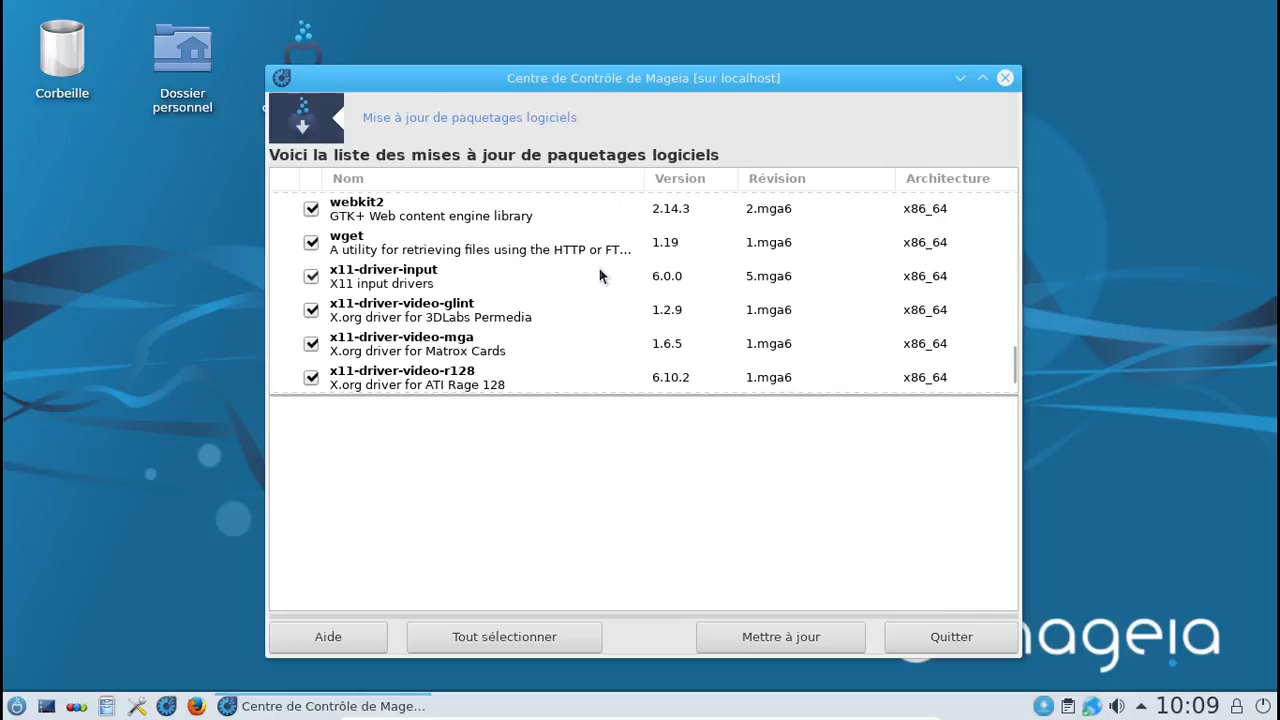 Corbeille
Dossier
personnel
Centre de Contrôle de Mageia [sur localhost]
Mise à jour de paquetages logiciels
Voici la liste des mises à jour de paquetages logiciels
Nom Version Révision Architecture
webkit2
GTK+ Web content engine library 2.14.3 2.mga6 x86_64
wget
A utility for retrieving files using the HTTP or FT... 1.19 1.mga6 x86_64
x11-driver-input
X11 input drivers 6.0.0 5.mga6 x86_64
x11-driver-video-glint
X.org driver for 3DLabs Permedia 1.2.9 1.mga6 x86_64
x11-driver-video-mga
X.org driver for Matrox Cards 1.6.5 1.mga6 x86_64
x11-driver-video-r128
X.org driver for ATI Rage 128 6.10.2 1.mga6 x86_64
Aide Tout sélectionner Mettre à jour Quitter
mageia
Centre de Contrôle de Mage... 10:09